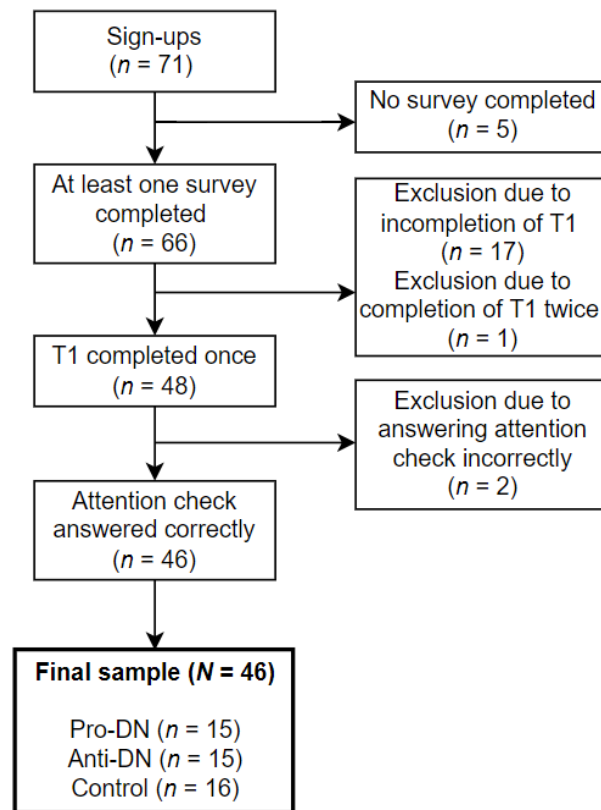 Sign-ups
(n = 71)
No survey completed
(n = 5)
At least one survey
completed
(n = 66)
Exclusion due to
incompletion of T1
(n = 17)
Exclusion due to
completion of T1 twice
(n = 1)
T1 completed once
(n = 48)
Exclusion due to
answering attention
check incorrectly
(n = 2)
Attention check
answered correctly
(n = 46)
Final sample (N = 46)
Pro-DN (n = 15)
Anti-DN (n = 15)
Control (n = 16)